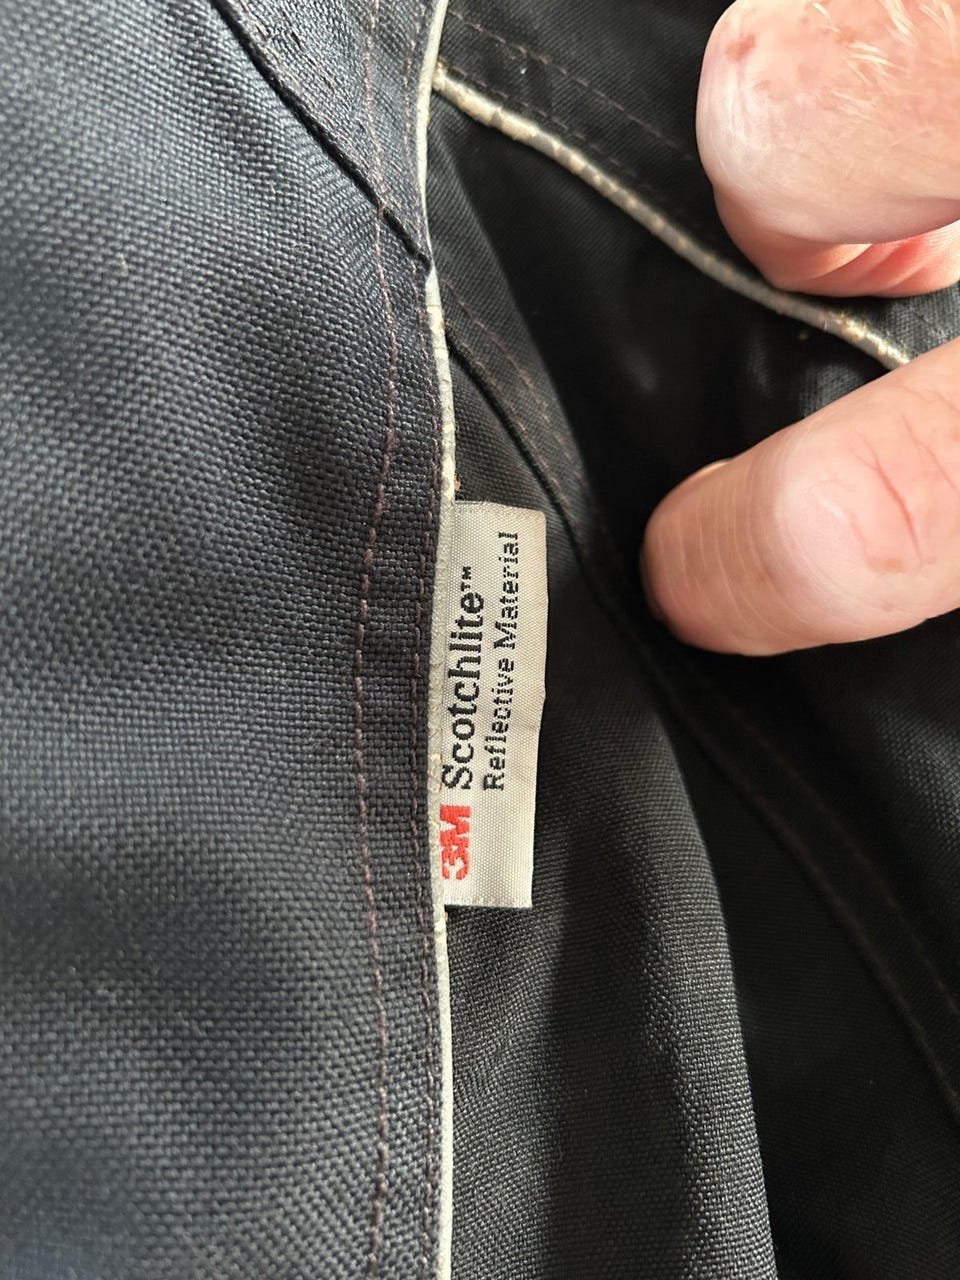 3M Scotchlite™
Reflective Material